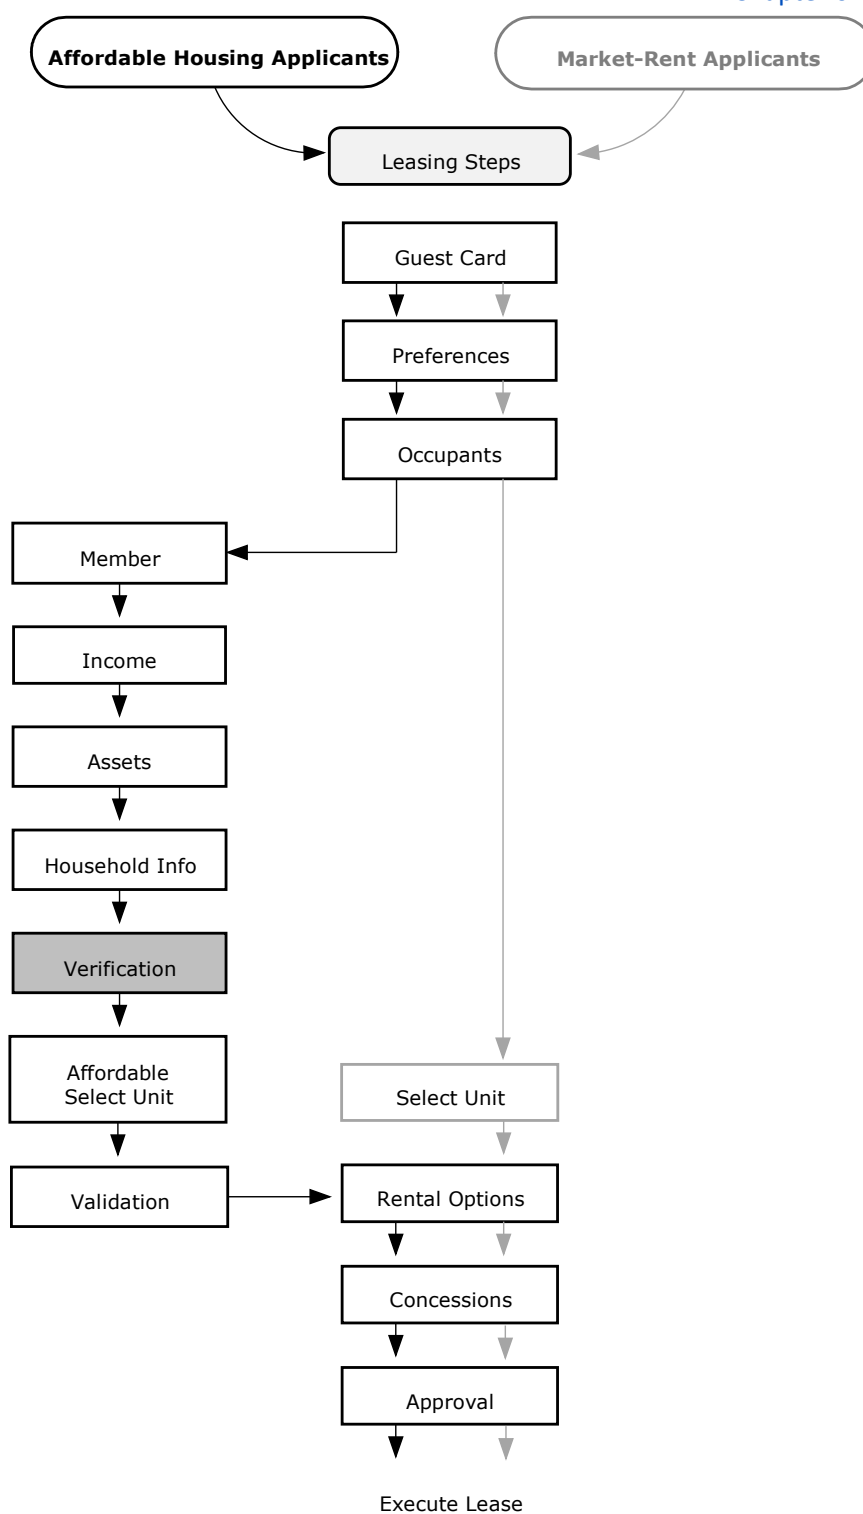 Affordable Housing Applicants
Market-Rent Applicants
Leasing Steps
Guest Card
Preferences
Occupants
Member
Income
Assets
Household Info
Verification
Affordable
Select Unit
Select Unit
Validation
Rental Options
Concessions
Approval
Execute Lease